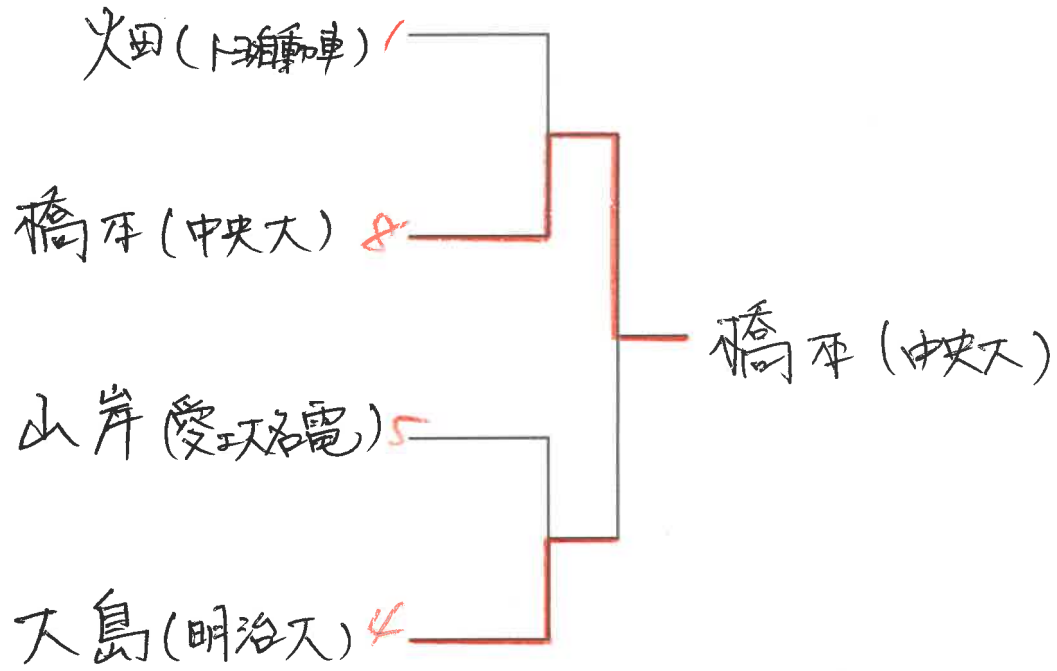 畑(トヨタ自動車) 1
橋本(中央大) 8
橋本(中央大)
山岸(愛工大名電) 5
大島(明治大) 4